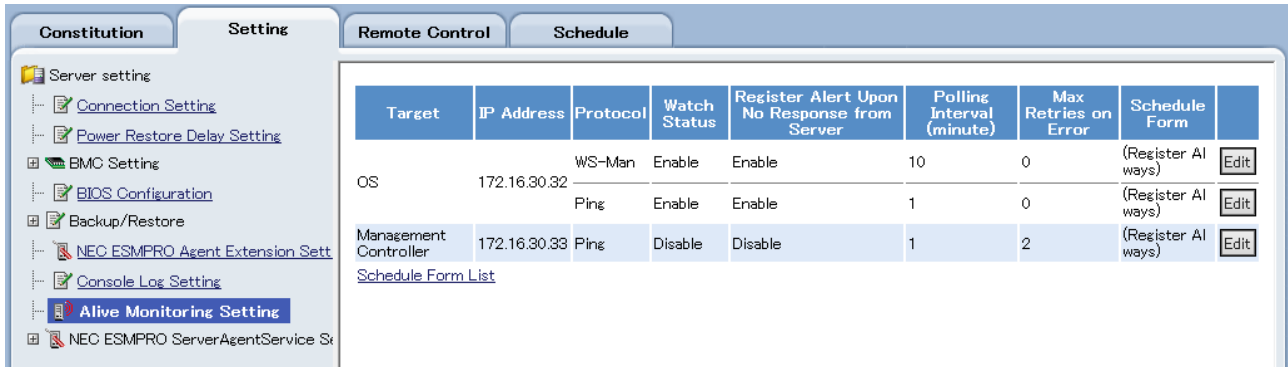 Constitution
Setting
Remote Control
Schedule
Server setting
Connection Setting
Power Restore Delay Setting
BMC Setting
BIOS Configuration
Backup/Restore
NEC ESMPRO Agent Extension Sett
Console Log Setting
Alive Monitoring Setting
NEC ESMPRO ServerAgentService Se
Target
IP Address
Protocol
Watch
Status
Register Alert Upon
No Response from
Server
Polling
Interval
(minute)
Max
Retries on
Error
Schedule
Form
OS
172.16.30.32
WS-Man
Enable
Enable
10
0
(Register Al
ways)
Edit
Ping
Enable
Enable
1
0
(Register Al
ways)
Edit
Management
Controller
172.16.30.33
Ping
Disable
Disable
1
2
(Register Al
ways)
Edit
Schedule Form List